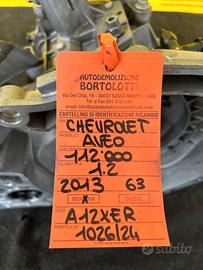 AUTODEMOLIZIONE
BORTOLOTTI
CARTELLINO DI IDENTIFICAZIONE RICAMBIO
CHEVROLET
AVEO
112'000
1.2
2013 63
BENZINA DIESEL
A12XER
1026/24
subito